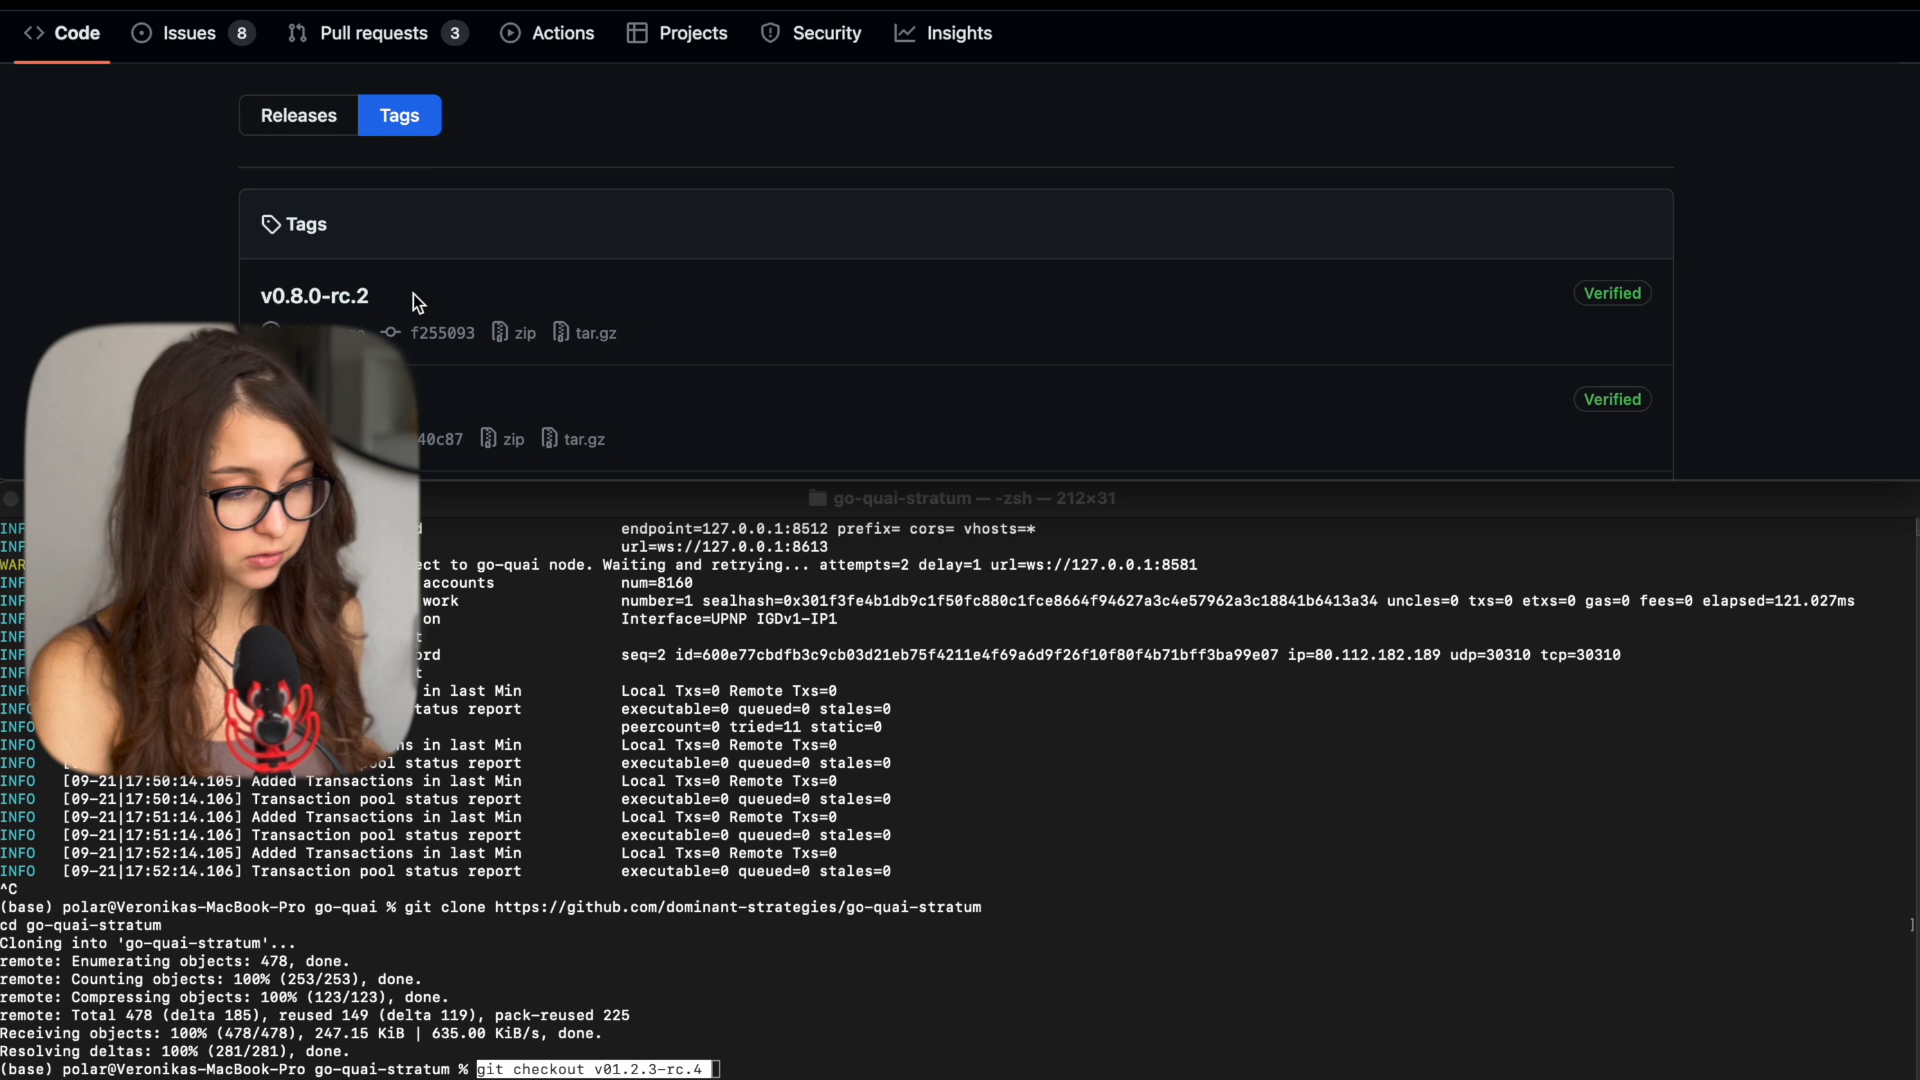 Code Issues 8 Pull requests 3 Actions Projects Security Insights
Releases Tags
Tags
v0.8.0-rc.2 Verified
f255093 zip tar.gz
Verified
40c87 zip tar.gz
go-quai-stratum — -zsh — 212×31
INF endpoint=127.0.0.1:8512 prefix= cors= vhosts=*
INF url=ws://127.0.0.1:8613
WAR ect to go-quai node. Waiting and retrying... attempts=2 delay=1 url=ws://127.0.0.1:8581
INF accounts num=8160
INF work number=1 sealhash=0x301f3fe4b1db9c1f50fc880c1fce8664f94627a3c4e57962a3c18841b6413a34 uncles=0 txs=0 etxs=0 gas=0 fees=0 elapsed=121.027ms
INF on Interface=UPNP IGDv1-IP1
INF
INF ord seq=2 id=600e77cbdfb3c9cb03d21eb75f4211e4f69a6d9f26f10f80f4b71bff3ba99e07 ip=80.112.182.189 udp=30310 tcp=30310
INF
INF in last Min Local Txs=0 Remote Txs=0
INF tatus report executable=0 queued=0 stales=0
INFO peercount=0 tried=11 static=0
INFO ns in last Min Local Txs=0 Remote Txs=0
INFO ool status report executable=0 queued=0 stales=0
INFO [09-21|17:50:14.105] Added Transactions in last Min Local Txs=0 Remote Txs=0
INFO [09-21|17:50:14.106] Transaction pool status report executable=0 queued=0 stales=0
INFO [09-21|17:51:14.106] Added Transactions in last Min Local Txs=0 Remote Txs=0
INFO [09-21|17:51:14.106] Transaction pool status report executable=0 queued=0 stales=0
INFO [09-21|17:52:14.105] Added Transactions in last Min Local Txs=0 Remote Txs=0
INFO [09-21|17:52:14.106] Transaction pool status report executable=0 queued=0 stales=0
^C
(base) polar@Veronikas-MacBook-Pro go-quai % git clone https://github.com/dominant-strategies/go-quai-stratum
cd go-quai-stratum ]
Cloning into 'go-quai-stratum'...
remote: Enumerating objects: 478, done.
remote: Counting objects: 100% (253/253), done.
remote: Compressing objects: 100% (123/123), done.
remote: Total 478 (delta 185), reused 149 (delta 119), pack-reused 225
Receiving objects: 100% (478/478), 247.15 KiB | 635.00 KiB/s, done.
Resolving deltas: 100% (281/281), done.
(base) polar@Veronikas-MacBook-Pro go-quai-stratum % git checkout v01.2.3-rc.4